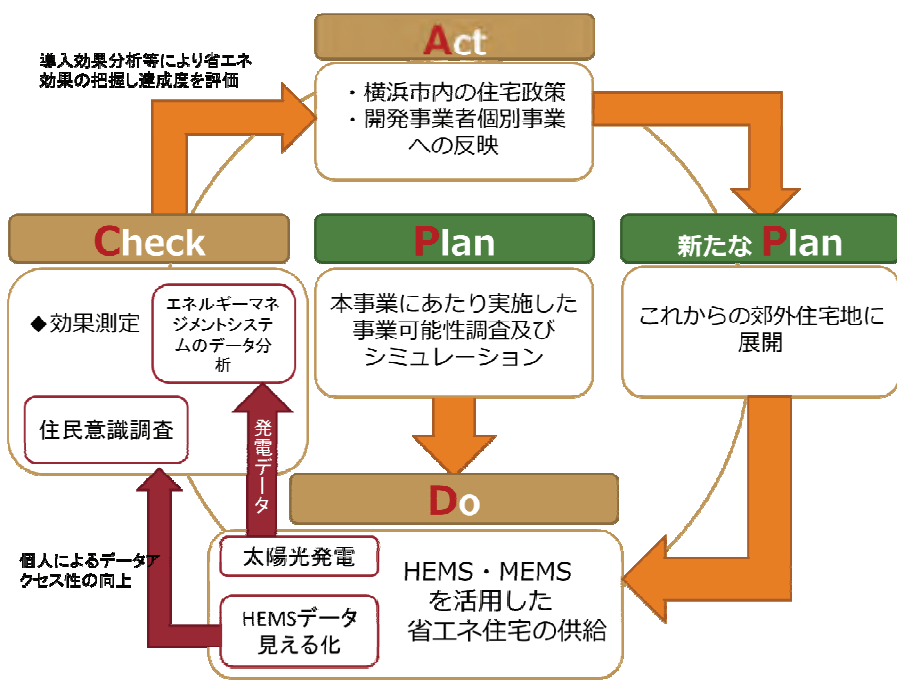 導入効果分析等により省エネ
効果の把握し達成度を評価
Act
・横浜市内の住宅政策
・開発事業者個別事業
への反映
Check
◆効果測定
エネルギーマネ
ジメントシステ
ムのデータ分
析
住民意識調査
Plan
本事業にあたり実施した
事業可能性調査及び
シミュレーション
新たな Plan
これからの郊外住宅地に
展開
発電データ
個人によるデータア
クセス性の向上
Do
太陽光発電
HEMSデータ
見える化
HEMS・MEMS
を活用した
省エネ住宅の供給